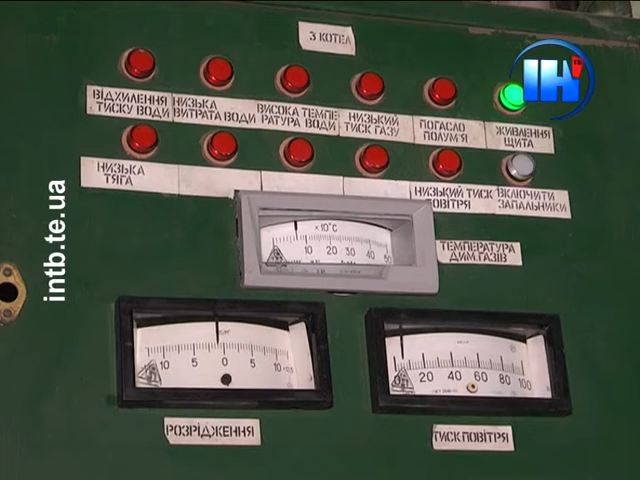 3 КОТЕЛ
ІНТБ
ВІДХИЛЕННЯ
ТИСКУ ВОДИ
НИЗЬКА
ВИТРАТА ВОДИ
ВИСОКА ТЕМПЕ
РАТУРА ВОДИ
НИЗЬКИЙ
ТИСК ГАЗУ
ПОГАСЛО
ПОЛУМ'Я
ЖИВЛЕННЯ
ЩИТА
НИЗЬКА
ТЯГА
НИЗЬКИЙ ТИСК
ПОВІТРЯ
ВКЛЮЧИТИ
ЗАПАЛЬНИКИ
intb.te.ua
×10°C
0 10 20 30 40 50
ТЕМПЕРАТУРА
ДИМ.ГАЗІВ
10 5 0 5 10
20 40 60 80 100
РОЗРІДЖЕННЯ
ТИСК ПОВІТРЯ